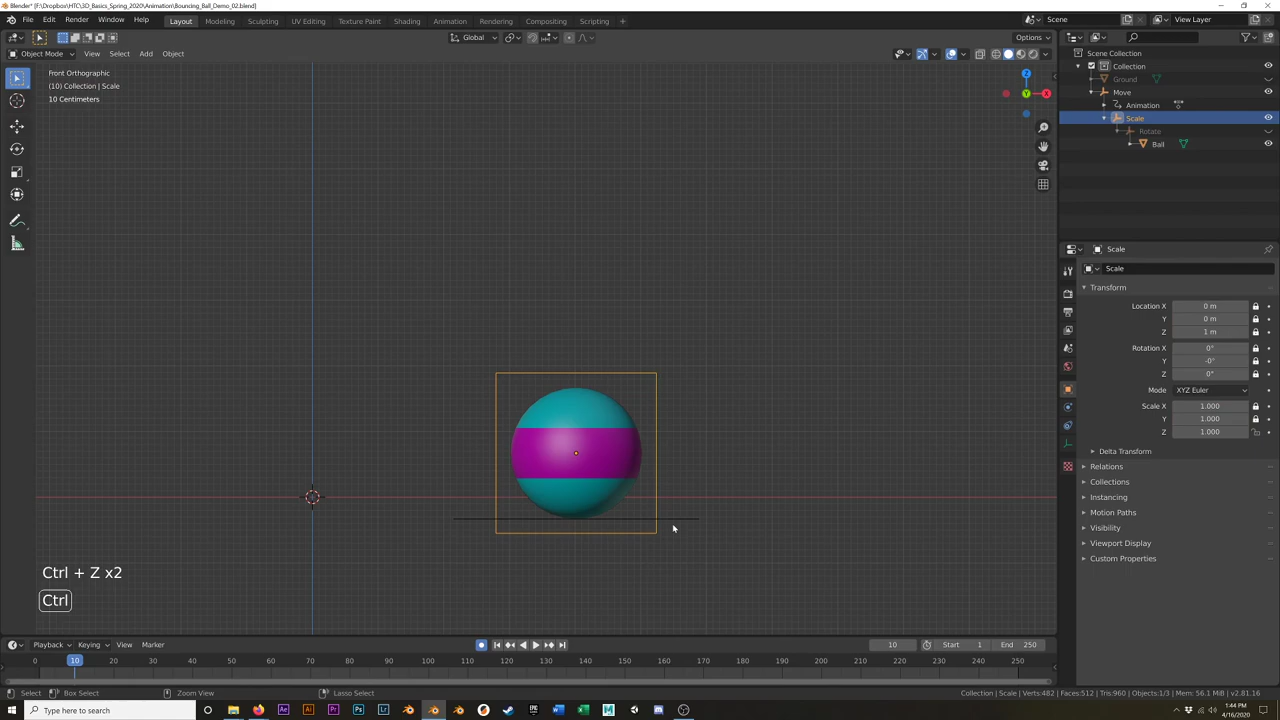 Blender* [F:\Dropbox\HTC\3D_Basics_Spring_2020\Animation\Bouncing_Ball_Demo_02.blend]
File Edit Render Window Help Layout Modeling Sculpting UV Editing Texture Paint Shading Animation Rendering Compositing Scripting + Scene View Layer
Global Options
Object Mode View Select Add Object
Front Orthographic
(10) Collection | Scale
10 Centimeters
Z
Y
X
Scene Collection
Collection
Ground
Move
Animation
Scale
Rotate
Ball
Scale
Scale
Transform
Location X 0 m
Y 0 m
Z 1 m
Rotation X 0°
Y -0°
Z 0°
Mode XYZ Euler
Scale X 1.000
Y 1.000
Z 1.000
Delta Transform
Relations
Collections
Instancing
Motion Paths
Visibility
Viewport Display
Custom Properties
Ctrl + Z x2
Ctrl
Playback Keying View Marker 10 Start 1 End 250
0 10 20 30 40 50 60 70 80 90 100 110 120 130 140 150 160 170 180 190 200 210 220 230 240 250
Select Box Select Zoom View Lasso Select Collection | Scale | Verts:482 | Faces:512 | Tris:960 | Objects:1/3 | Mem: 56.1 MiB | v2.81.16
Type here to search
1:44 PM
4/16/2020